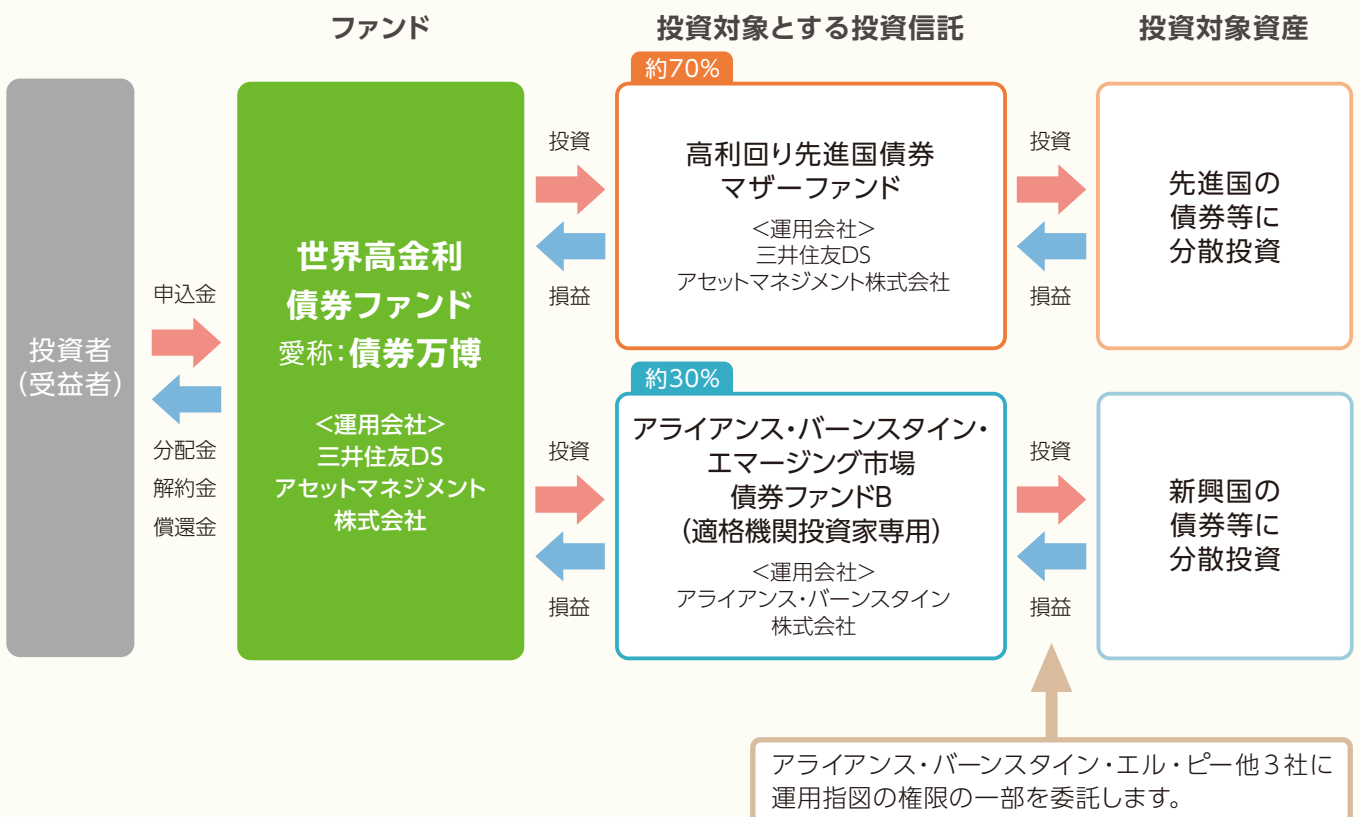 ファンド
投資対象とする投資信託
投資対象資産
投資者
(受益者)
申込金
分配金
解約金
償還金
世界高金利
債券ファンド
愛称:債券万博
<運用会社>
三井住友DS
アセットマネジメント
株式会社
投資
損益
約70%
高利回り先進国債券
マザーファンド
<運用会社>
三井住友DS
アセットマネジメント株式会社
投資
損益
先進国の
債券等に
分散投資
投資
損益
約30%
アライアンス・バーンスタイン・
エマージング市場
債券ファンドB
(適格機関投資家専用)
<運用会社>
アライアンス・バーンスタイン
株式会社
投資
損益
新興国の
債券等に
分散投資
アライアンス・バーンスタイン・エル・ピー他3社に
運用指図の権限の一部を委託します。